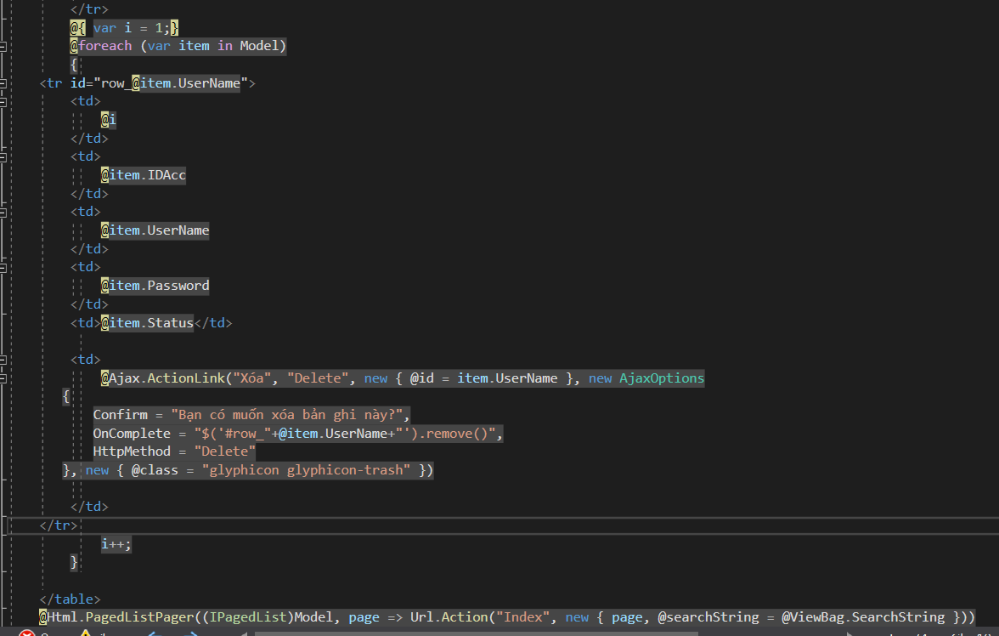 </tr>
@{ var i = 1;}
@foreach (var item in Model)
{
<tr id="row_@item.UserName">
<td>
@i
</td>
<td>
@item.IDAcc
</td>
<td>
@item.UserName
</td>
<td>
@item.Password
</td>
<td>@item.Status</td>
<td>
@Ajax.ActionLink("Xóa", "Delete", new { @id = item.UserName }, new AjaxOptions
{
Confirm = "Bạn có muốn xóa bản ghi này?",
OnComplete = "$('#row_"+@item.UserName+"').remove()",
HttpMethod = "Delete"
}, new { @class = "glyphicon glyphicon-trash" })
</td>
</tr>
i++;
}
</table>
@Html.PagedListPager((IPagedList)Model, page => Url.Action("Index", new { page, @searchString = @ViewBag.SearchString }))